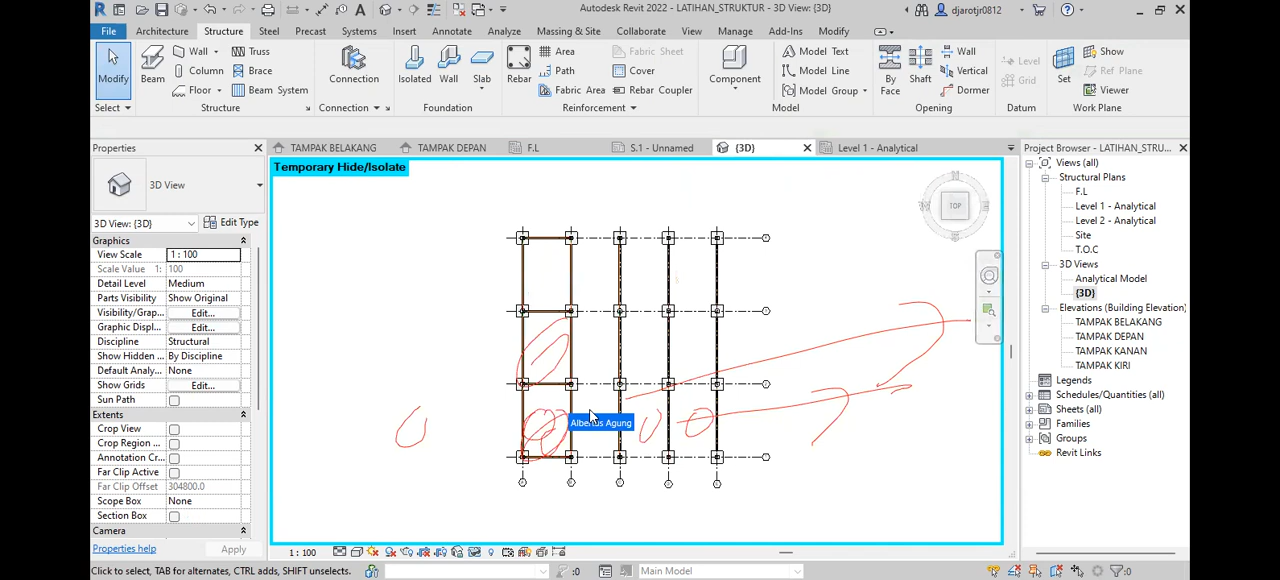 Autodesk Revit 2022 - LATIHAN_STRUKTUR - 3D View: {3D}
djarotjr0812
File Architecture Structure Steel Precast Systems Insert Annotate Analyze Massing & Site Collaborate View Manage Add-Ins Modify
Wall Truss Area Fabric Sheet Model Text Wall Level Show
Column Brace Path Cover Model Line Vertical Grid Ref Plane
Modify Beam Connection Isolated Wall Slab Rebar Component By Face Shaft Set
Floor Beam System Fabric Area Rebar Coupler Model Group Dormer Viewer
Select Structure Connection Foundation Reinforcement Model Opening Datum Work Plane
Properties
TAMPAK BELAKANG TAMPAK DEPAN F.L S.1 - Unnamed {3D} Level 1 - Analytical
Project Browser - LATIHAN_STRU...
Temporary Hide/Isolate
3D View
3D View: {3D} Edit Type
Graphics
View Scale 1 : 100
Scale Value 1: 100
Detail Level Medium
Parts Visibility Show Original
Visibility/Grap... Edit...
Graphic Displ... Edit...
Discipline Structural
Show Hidden ... By Discipline
Default Analy... None
Show Grids Edit...
Sun Path
Extents
Crop View
Crop Region ...
Annotation Cr...
Far Clip Active
Far Clip Offset 304800.0
Scope Box None
Section Box
Camera
Properties help Apply
TOP
Albertus Agung
1 : 100
Views (all)
Structural Plans
F.L
Level 1 - Analytical
Level 2 - Analytical
Site
T.O.C
3D Views
Analytical Model
{3D}
Elevations (Building Elevation)
TAMPAK BELAKANG
TAMPAK DEPAN
TAMPAK KANAN
TAMPAK KIRI
Legends
Schedules/Quantities (all)
Sheets (all)
Families
Groups
Revit Links
Click to select, TAB for alternates, CTRL adds, SHIFT unselects. :0 Main Model :0